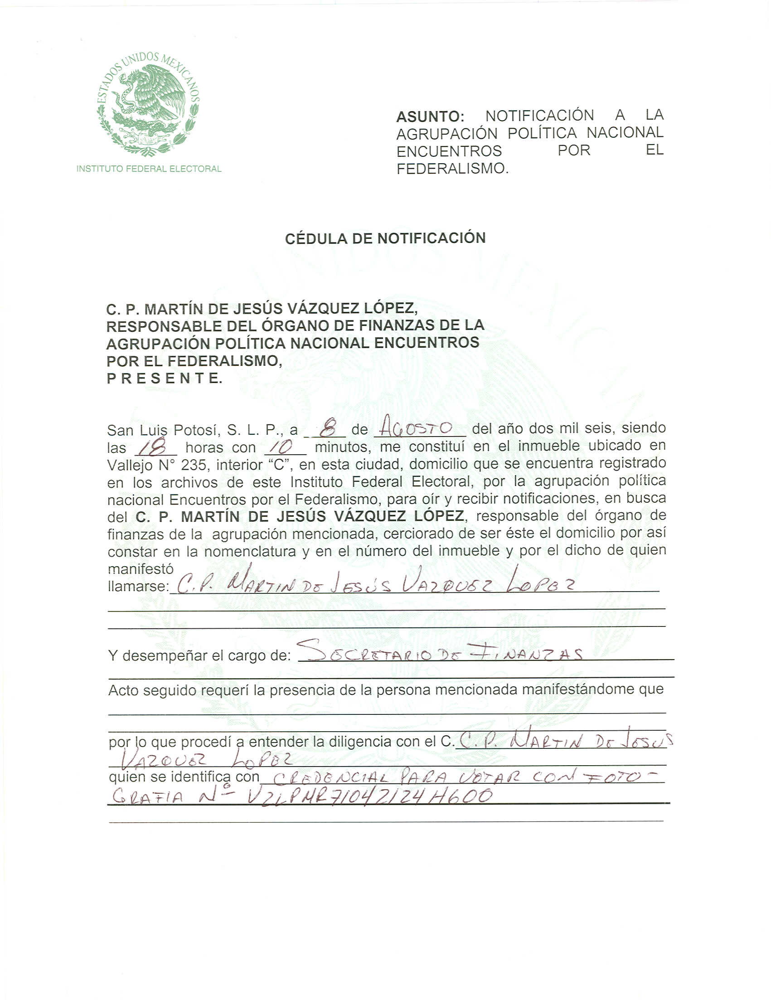 ESTADOS UNIDOS MEXICANOS
INSTITUTO FEDERAL ELECTORAL
ASUNTO: NOTIFICACIÓN A LA
AGRUPACIÓN POLÍTICA NACIONAL
ENCUENTROS POR EL
FEDERALISMO.
CÉDULA DE NOTIFICACIÓN
C. P. MARTÍN DE JESÚS VÁZQUEZ LÓPEZ,
RESPONSABLE DEL ÓRGANO DE FINANZAS DE LA
AGRUPACIÓN POLÍTICA NACIONAL ENCUENTROS
POR EL FEDERALISMO,
P R E S E N T E.
San Luis Potosí, S. L. P., a 8 de AGOSTO del año dos mil seis, siendo
las 18 horas con 10 minutos, me constituí en el inmueble ubicado en
Vallejo N° 235, interior “C”, en esta ciudad, domicilio que se encuentra registrado
en los archivos de este Instituto Federal Electoral, por la agrupación política
nacional Encuentros por el Federalismo, para oír y recibir notificaciones, en busca
del C. P. MARTÍN DE JESÚS VÁZQUEZ LÓPEZ, responsable del órgano de
finanzas de la agrupación mencionada, cerciorado de ser éste el domicilio por así
constar en la nomenclatura y en el número del inmueble y por el dicho de quien
manifestó
llamarse: C.P. MARTIN DE JESÚS VAZQUEZ LOPEZ
Y desempeñar el cargo de: SECRETARIO DE FINANZAS
Acto seguido requerí la presencia de la persona mencionada manifestándome que
por lo que procedí a entender la diligencia con el C. C.P. MARTIN DE JESUS
VAZQUEZ LOPEZ
quien se identifica con CREDENCIAL PARA VOTAR CON FOTO-
GRAFIA Nº VZLPMR71042124H600